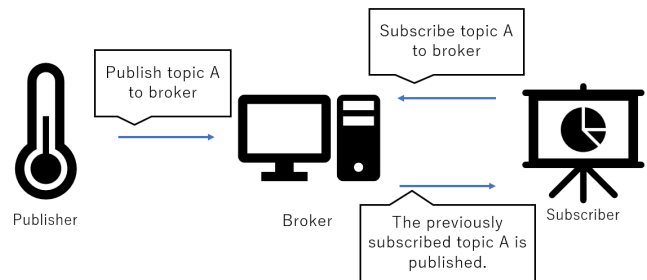 Subscribe topic A
to broker
Publish topic A
to broker
Publisher
Broker
Subscriber
The previously
subscribed topic A is
published.